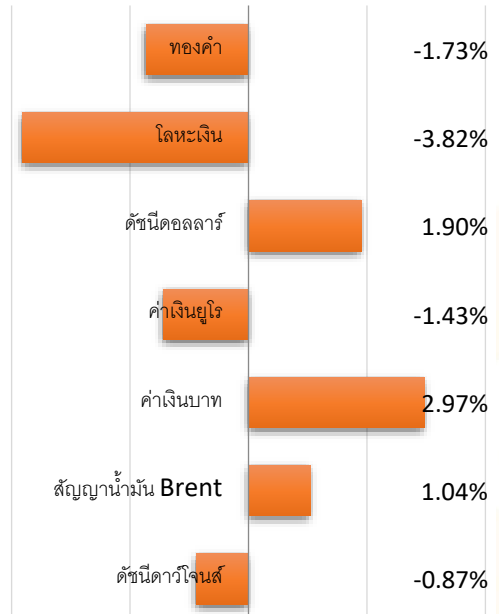 ทองคำ -1.73%
โลหะเงิน -3.82%
ดัชนีดอลลาร์ 1.90%
ค่าเงินยูโร -1.43%
ค่าเงินบาท 2.97%
สัญญาน้ำมัน Brent 1.04%
ดัชนีดาว์โจนส์ -0.87%